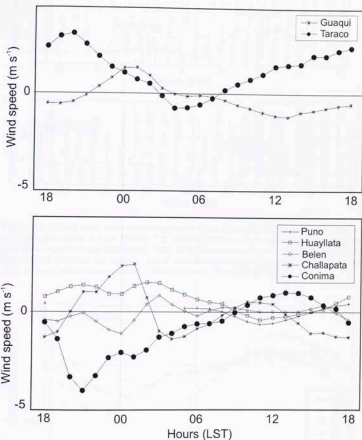 Guaqui
Taraco
Wind speed (m s⁻¹)
0
-5
18
00
06
12
18
Puno
Huayllata
Belen
Challapata
Conima
Wind speed (m s⁻¹)
0
-5
18
00
06
12
18
Hours (LST)